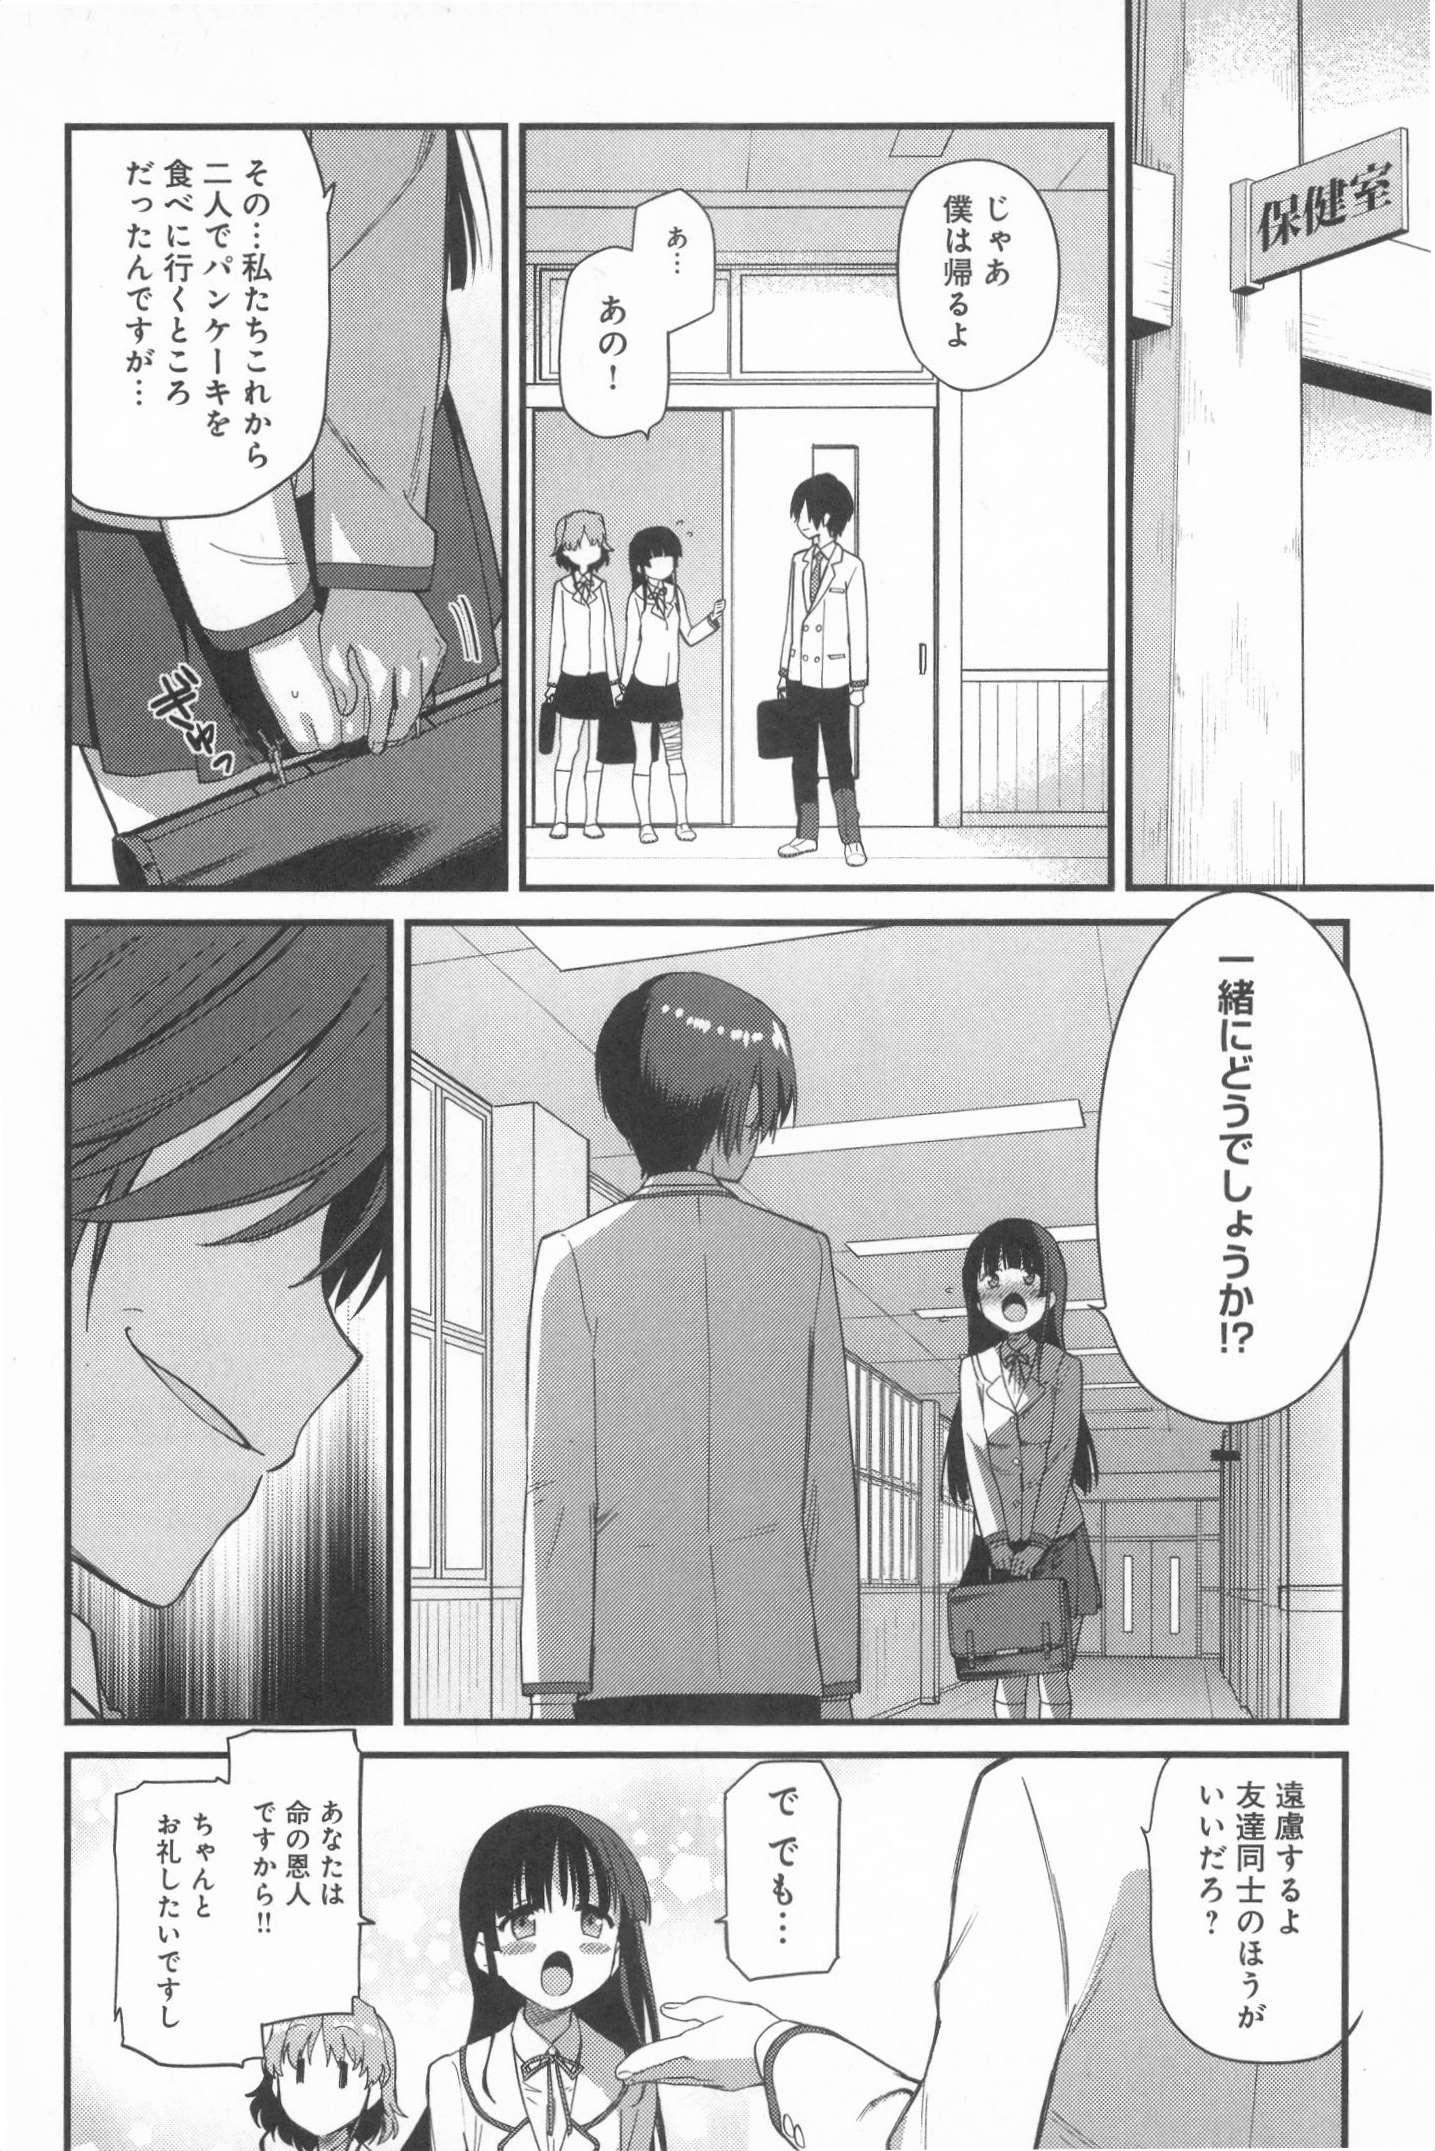 保健室
じゃあ
僕は帰るよ
あ…
あの！
その…私たちこれから
二人でパンケーキを
食べに行くところ
だったんですが…
ギュゥっ
一緒にどうでしょうか!?
遠慮するよ
友達同士のほうが
いいだろ？
で でも…
あなたは
命の恩人
ですから!!
ちゃんと
お礼したいですし